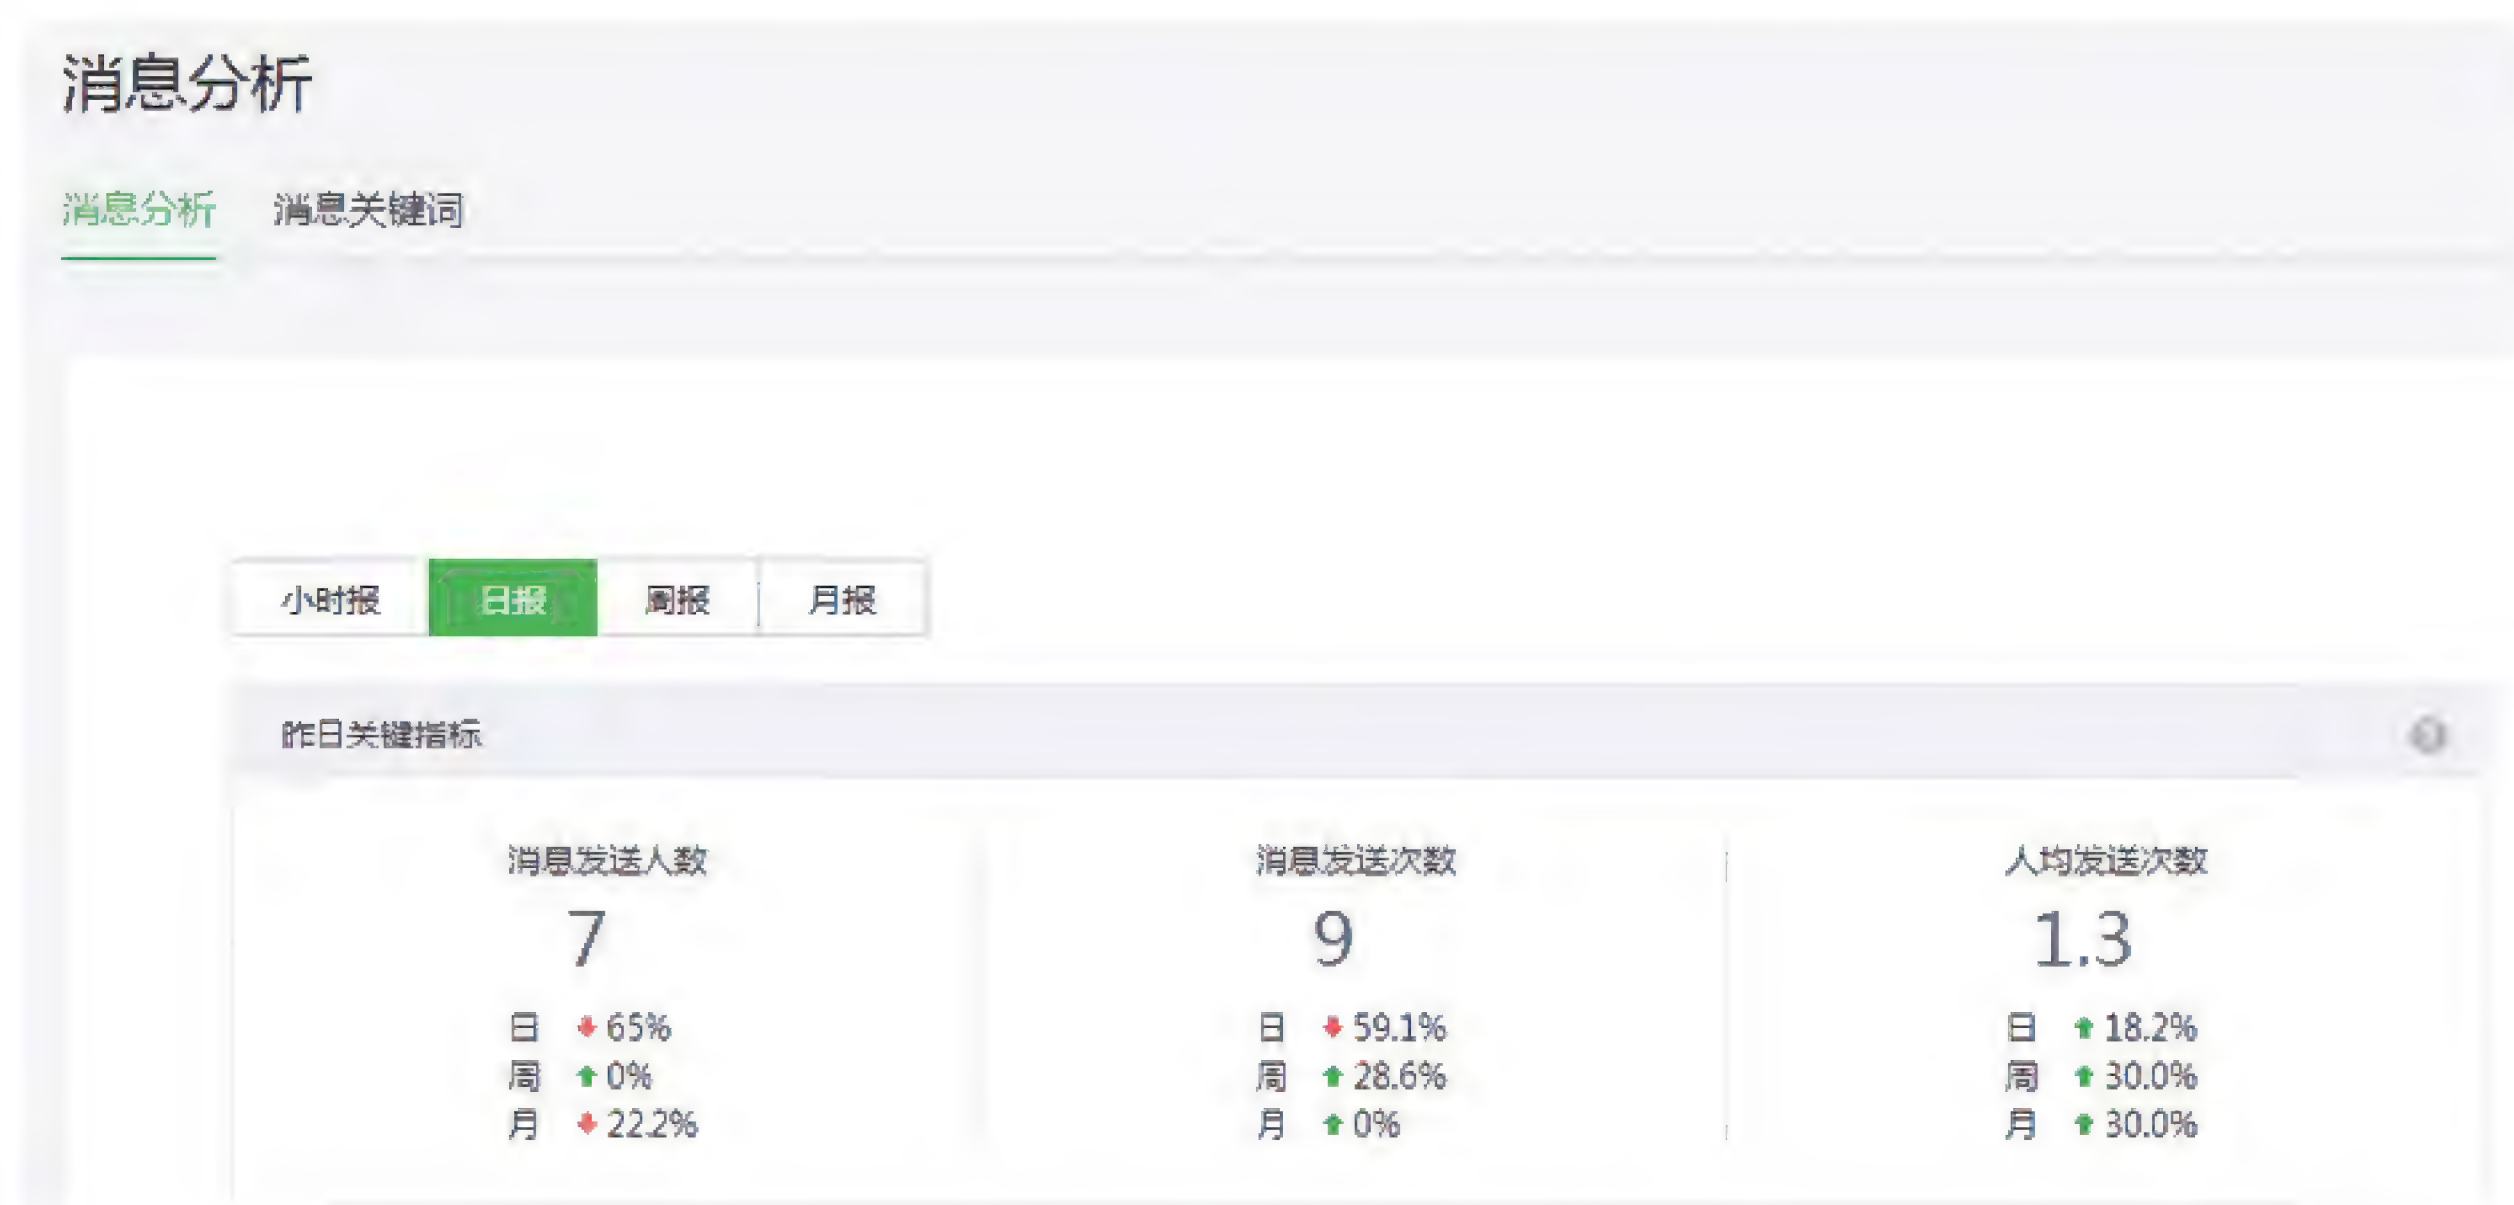 消息分析
消息分析 消息关键词
小时报 日报 周报 月报
昨日关键指标
消息发送人数 消息发送次数 人均发送次数
7 9 1.3
日 65% 日 59.1% 日 18.2%
周 0% 周 28.6% 周 30.0%
月 22.2% 月 0% 月 30.0%